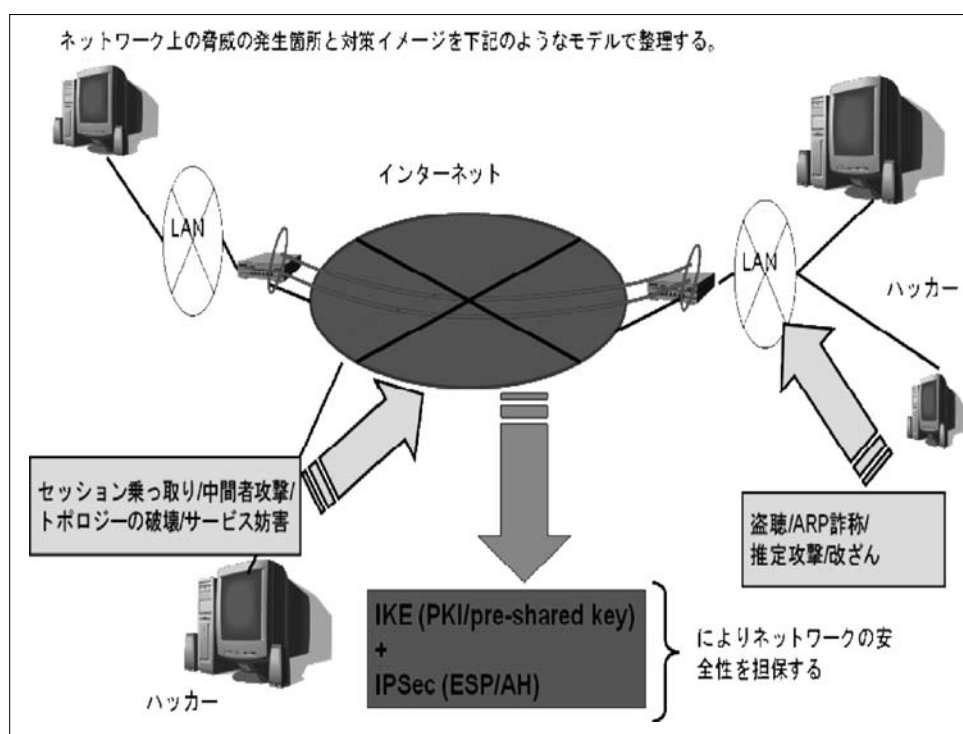 ネットワーク上の脅威の発生箇所と対策イメージを下記のようなモデルで整理する。
インターネット
LAN
LAN
ハッカー
セッション乗っ取り/中間者攻撃/
トポロジーの破壊/サービス妨害
盗聴/ARP詐称/
推定攻撃/改ざん
IKE (PKI/pre-shared key)
+
IPSec (ESP/AH)
によりネットワークの安
全性を担保する
ハッカー